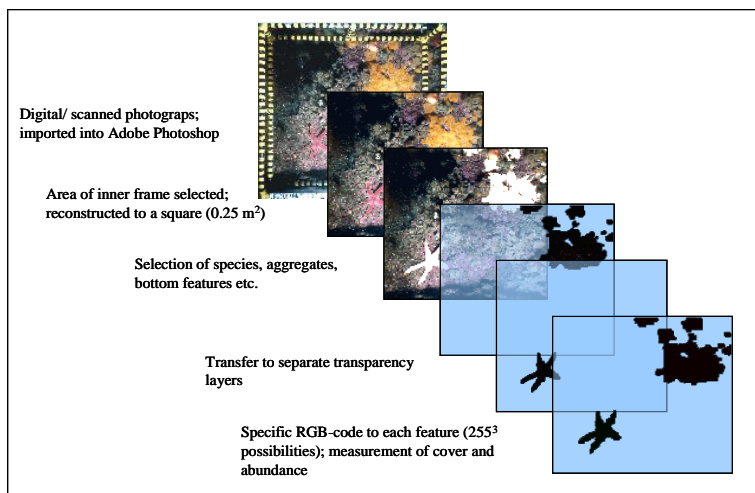 Digital/ scanned photograps;
imported into Adobe Photoshop
Area of inner frame selected;
reconstructed to a square (0.25 m²)
Selection of species, aggregates,
bottom features etc.
Transfer to separate transparency
layers
Specific RGB-code to each feature (255³
possibilities); measurement of cover and
abundance